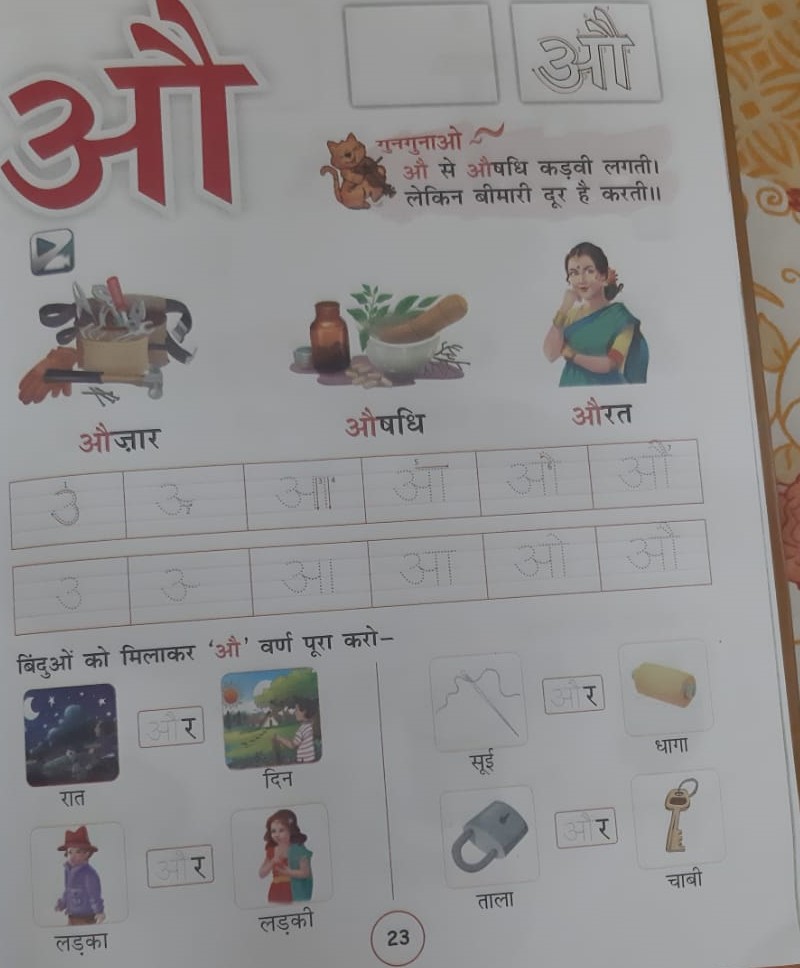 औ
औ
गुनगुनाओ
औ से औषधि कड़वी लगती।
लेकिन बीमारी दूर है करती॥
औज़ार
औषधि
औरत
उ
ऊ
आ
आ
ओ
औ
उ
अ
आ
ओ
औ
बिंदुओं को मिलाकर ‘औ’ वर्ण पूरा करो–
और
रात
दिन
और
सूई
धागा
और
लड़का
लड़की
और
ताला
चाबी
23